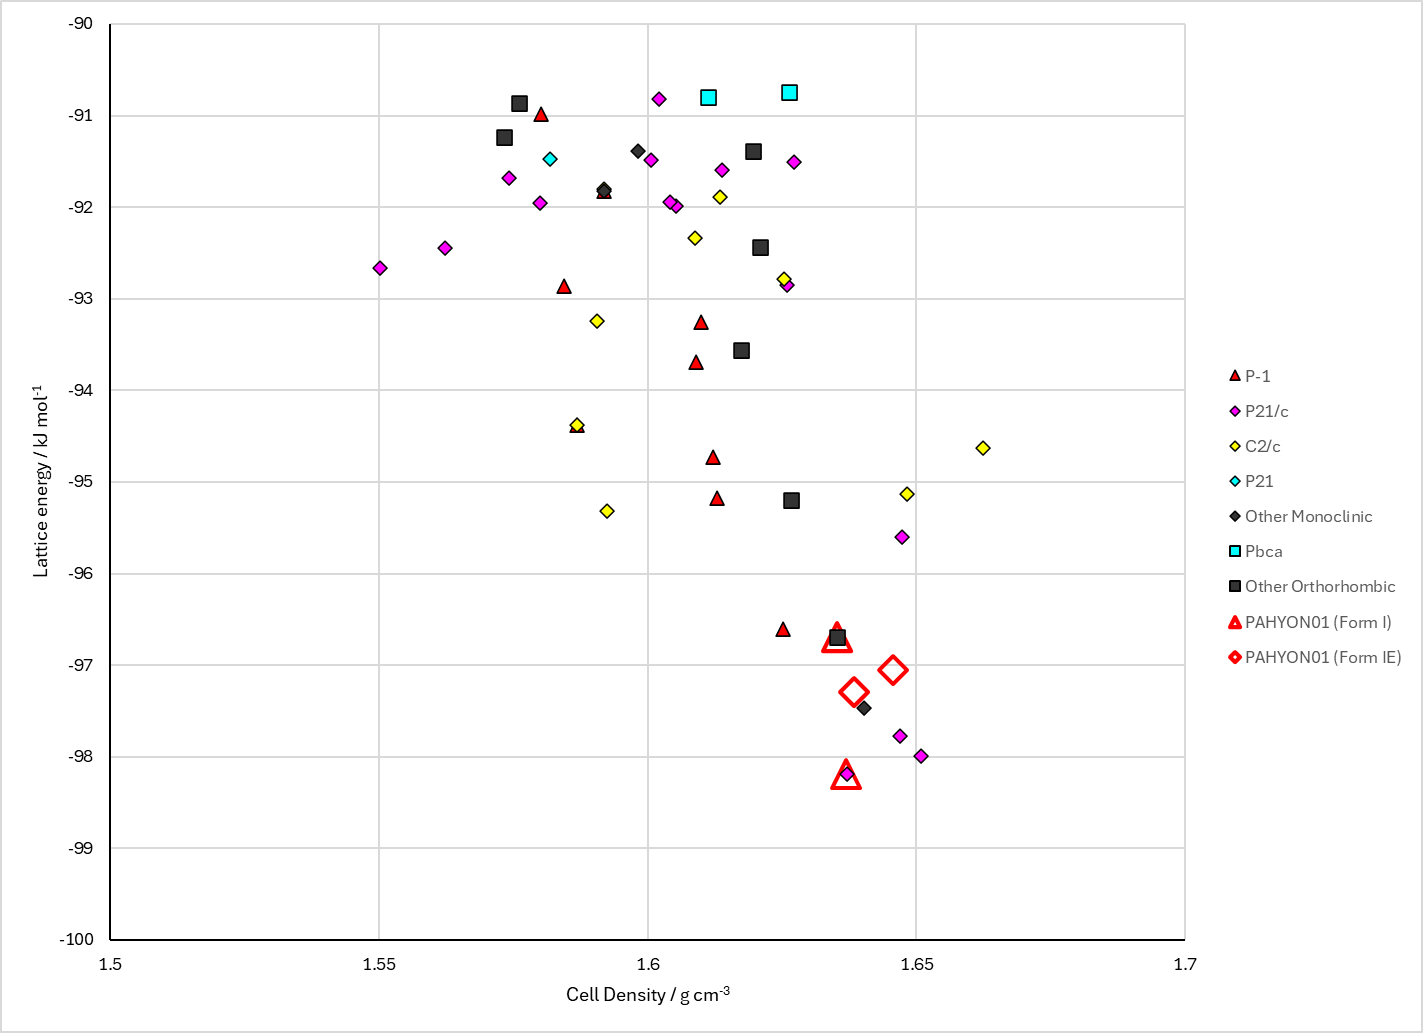 -90
-91
-92
-93
-94
-95
-96
-97
-98
-99
-100
Lattice energy / kJ mol-1
1.5 1.55 1.6 1.65 1.7
Cell Density / g cm-3
P-1
P21/c
C2/c
P21
Other Monoclinic
Pbca
Other Orthorhombic
PAHYON01 (Form I)
PAHYON01 (Form IE)